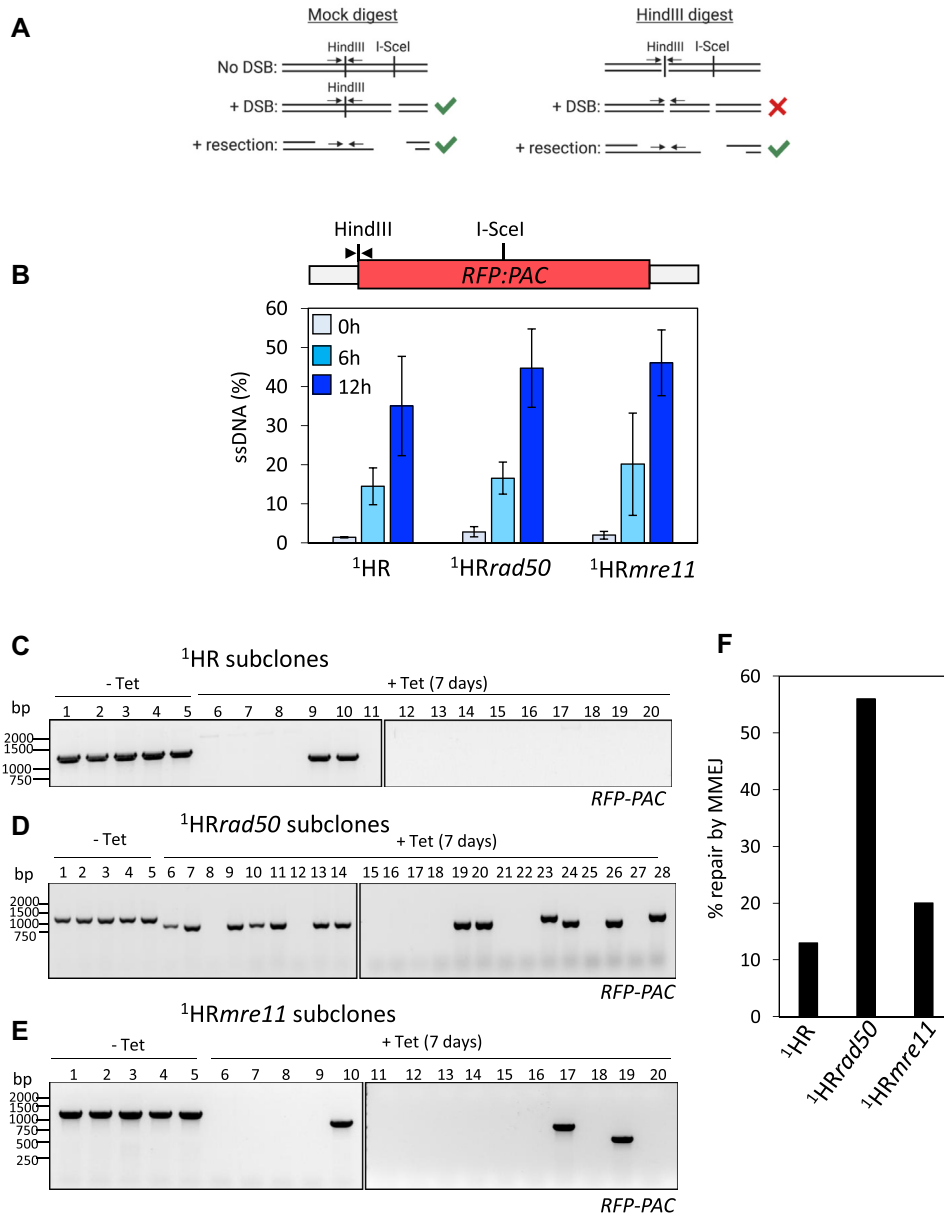 A
Mock digest
HindIII digest
HindIII I-SceI
HindIII I-SceI
No DSB:
No DSB:
HindIII
+ DSB:
+ DSB:
+ resection:
+ resection:
B
HindIII
I-SceI
RFP:PAC
60
50
40
30
20
10
0
ssDNA (%)
0h
6h
12h
¹HR
¹HRrad50
¹HRmre11
C
¹HR subclones
- Tet
+ Tet (7 days)
bp
1 2 3 4 5 6 7 8 9 10 11 12 13 14 15 16 17 18 19 20
2000
1500
1000
750
RFP-PAC
D
¹HRrad50 subclones
- Tet
+ Tet (7 days)
bp
1 2 3 4 5 6 7 8 9 10 11 12 13 14 15 16 17 18 19 20 21 22 23 24 25 26 27 28
2000
1500
1000
750
RFP-PAC
E
¹HRmre11 subclones
- Tet
+ Tet (7 days)
bp
1 2 3 4 5 6 7 8 9 10 11 12 13 14 15 16 17 18 19 20
2000
1500
1000
750
500
250
RFP-PAC
F
60
50
40
30
20
10
0
% repair by MMEJ
¹HR
¹HRrad50
¹HRmre11